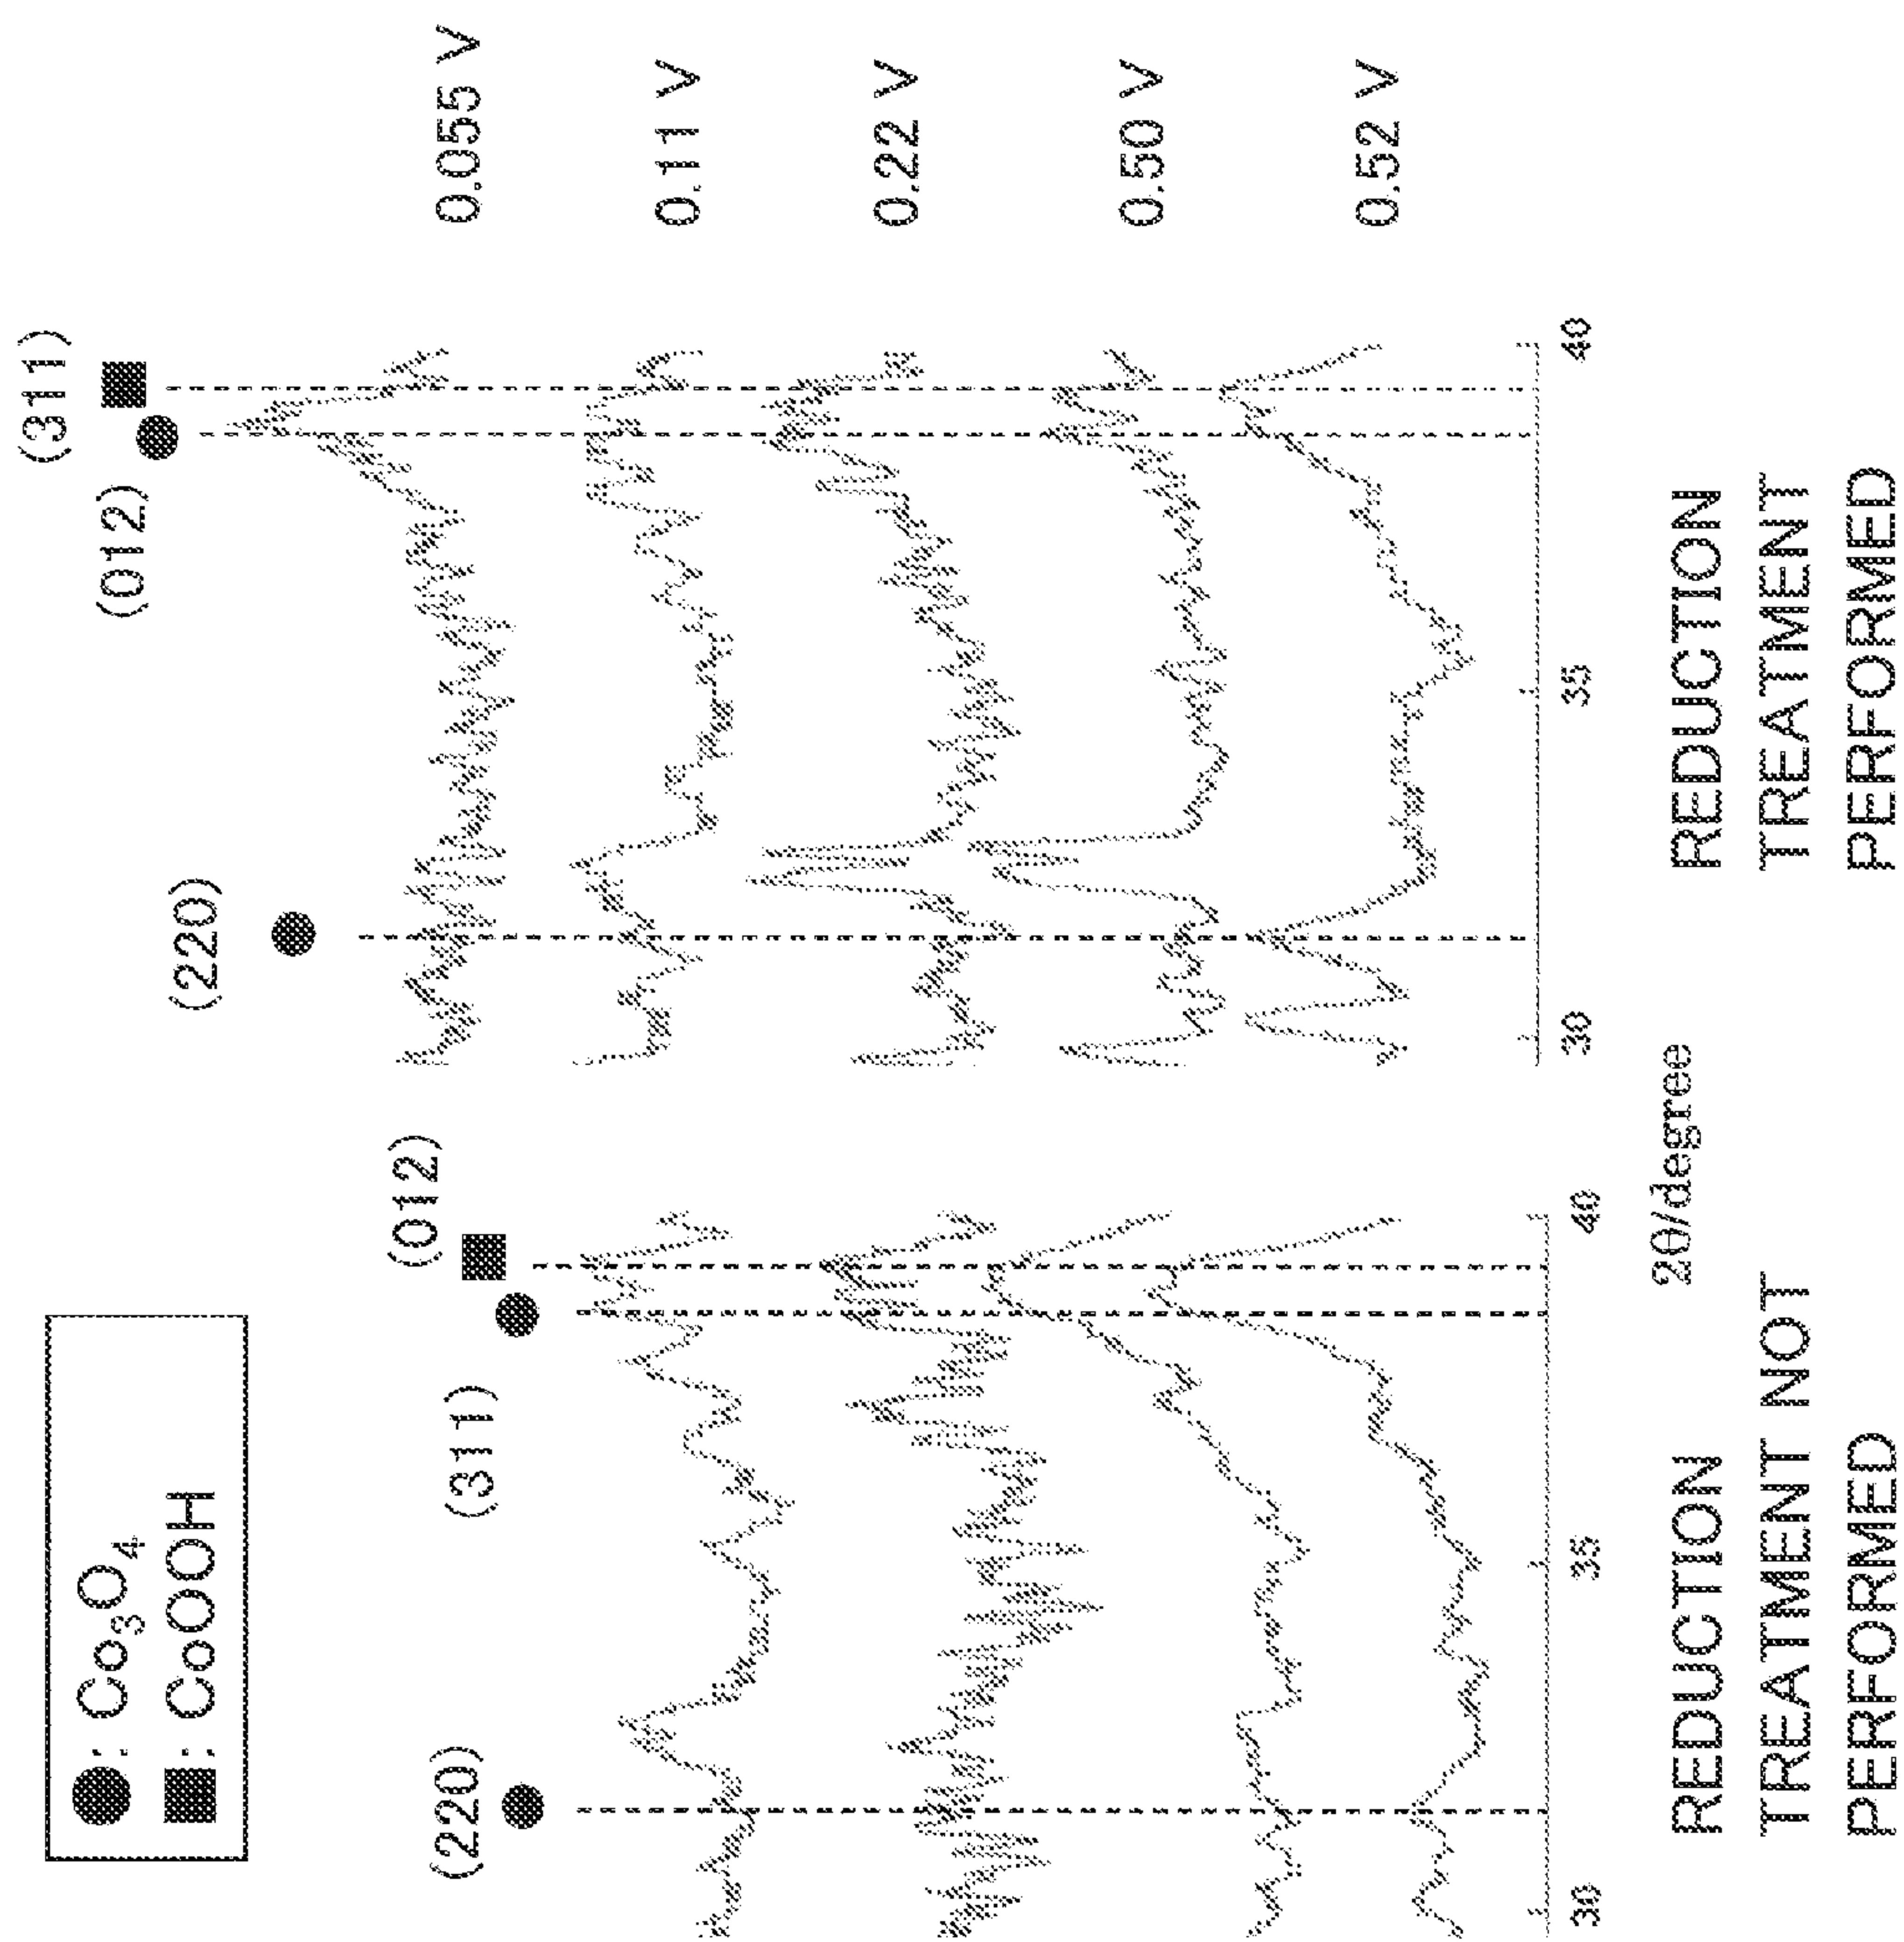 : Co₃O₄
: CoOOH
(220)
(311)
(012)
30
35
40
REDUCTION
TREATMENT NOT
PERFORMED
2θ/degree
(220)
(012)
(311)
30
35
40
REDUCTION
TREATMENT
PERFORMED
0.055 V
0.11 V
0.22 V
0.50 V
0.52 V